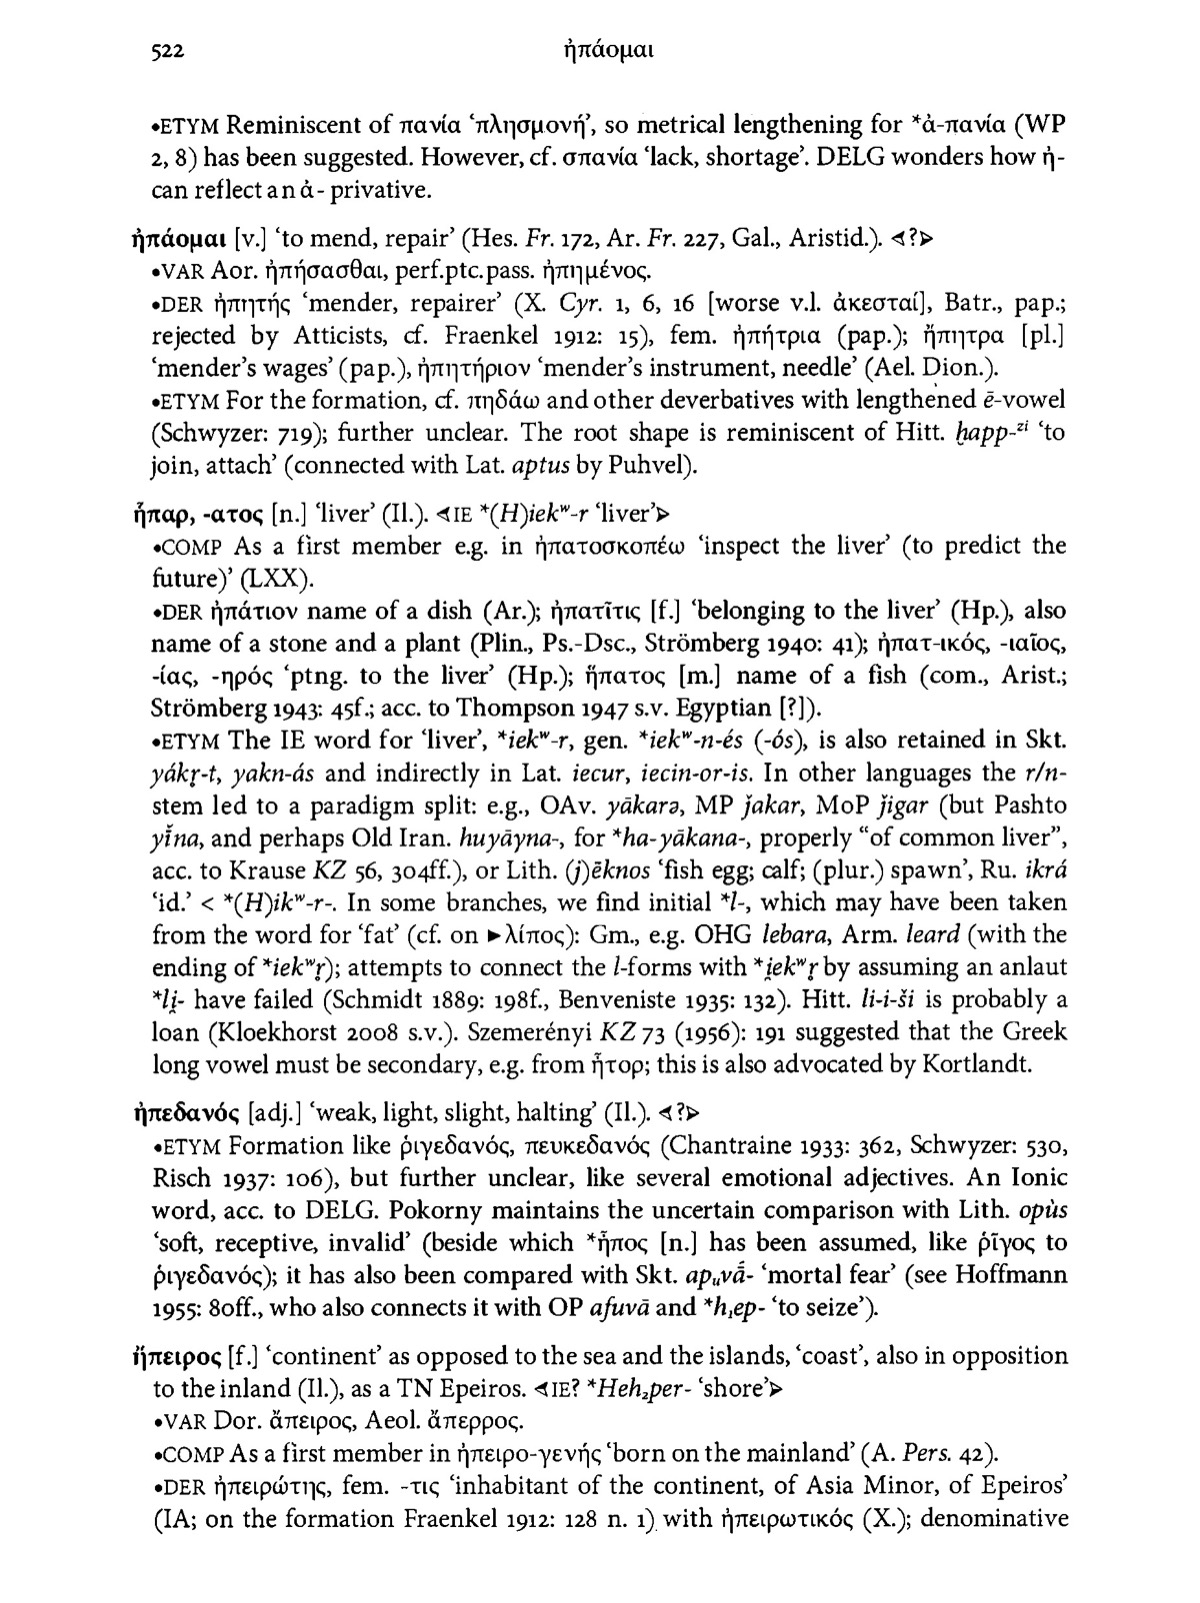 522 ἠπάομαι
•ETYM Reminiscent of πανία ‘πλησμονή’, so metrical lengthening for *ἀ-πανία (WP
2, 8) has been suggested. However, cf. σπανία ‘lack, shortage’. DELG wonders how ἠ-
can reflect an ἀ- privative.
ἠπάομαι [v.] ‘to mend, repair’ (Hes. Fr. 172, Ar. Fr. 227, Gal., Aristid.). ⊲?⊳
•VAR Aor. ἠπήσασθαι, perf.ptc.pass. ἠπημένος.
•DER ἠπητής ‘mender, repairer’ (X. Cyr. 1, 6, 16 [worse v.l. ἀκεσταί], Batr., pap.;
rejected by Atticists, cf. Fraenkel 1912: 15), fem. ἠπήτρια (pap.); ἤπητρα [pl.]
‘mender’s wages’ (pap.), ἠπητήριον ‘mender’s instrument, needle’ (Ael. Dion.).
•ETYM For the formation, cf. πηδάω and other deverbatives with lengthened ē-vowel
(Schwyzer: 719); further unclear. The root shape is reminiscent of Hitt. ḫapp-ᶻⁱ ‘to
join, attach’ (connected with Lat. aptus by Puhvel).
ἧπαρ, -ατος [n.] ‘liver’ (Il.). ⊲IE *(H)iekʷ-r ‘liver’⊳
•COMP As a first member e.g. in ἡπατοσκοπέω ‘inspect the liver’ (to predict the
future)’ (LXX).
•DER ἡπάτιον name of a dish (Ar.); ἡπατῖτις [f.] ‘belonging to the liver’ (Hp.), also
name of a stone and a plant (Plin., Ps.-Dsc., Strömberg 1940: 41); ἡπατ-ικός, -ιαῖος,
-ίας, -ηρός ‘ptng. to the liver’ (Hp.); ἥπατος [m.] name of a fish (com., Arist.;
Strömberg 1943: 45f.; acc. to Thompson 1947 s.v. Egyptian [?]).
•ETYM The IE word for ‘liver’, *iekʷ-r, gen. *iekʷ-n-és (-ós), is also retained in Skt.
yákr̥-t, yakn-ás and indirectly in Lat. iecur, iecin-or-is. In other languages the r/n-
stem led to a paradigm split: e.g., OAv. yākarə, MP ǰakar, MoP ǰigar (but Pashto
yī̆na, and perhaps Old Iran. huyāγna-, for *ha-yākana-, properly “of common liver”,
acc. to Krause KZ 56, 304ff.), or Lith. (j)ēknos ‘fish egg; calf; (plur.) spawn’, Ru. ikrá
‘id.’ < *(H)ikʷ-r-. In some branches, we find initial *l-, which may have been taken
from the word for ‘fat’ (cf. on ►λίπος): Gm., e.g. OHG lebara, Arm. leard (with the
ending of *iekʷr̥); attempts to connect the l-forms with *i̯ekʷr̥ by assuming an anlaut
*li̯- have failed (Schmidt 1889: 198f., Benveniste 1935: 132). Hitt. li-i-ši is probably a
loan (Kloekhorst 2008 s.v.). Szemerényi KZ 73 (1956): 191 suggested that the Greek
long vowel must be secondary, e.g. from ἦτορ; this is also advocated by Kortlandt.
ἠπεδανός [adj.] ‘weak, light, slight, halting’ (Il.). ⊲?⊳
•ETYM Formation like ῥιγεδανός, πευκεδανός (Chantraine 1933: 362, Schwyzer: 530,
Risch 1937: 106), but further unclear, like several emotional adjectives. An Ionic
word, acc. to DELG. Pokorny maintains the uncertain comparison with Lith. opùs
‘soft, receptive, invalid’ (beside which *ἦπος [n.] has been assumed, like ῥῖγος to
ῥιγεδανός); it has also been compared with Skt. apᵤvā́- ‘mortal fear’ (see Hoffmann
1955: 80ff., who also connects it with OP afuvā and *h₁ep- ‘to seize’).
ἤπειρος [f.] ‘continent’ as opposed to the sea and the islands, ‘coast’, also in opposition
to the inland (Il.), as a TN Epeiros. ⊲IE? *Heh₂per- ‘shore’⊳
•VAR Dor. ἄπειρος, Aeol. ἄπερρος.
•COMP As a first member in ἠπειρο-γενής ‘born on the mainland’ (A. Pers. 42).
•DER ἠπειρώτης, fem. -τις ‘inhabitant of the continent, of Asia Minor, of Epeiros’
(IA; on the formation Fraenkel 1912: 128 n. 1) with ἠπειρωτικός (X.); denominative